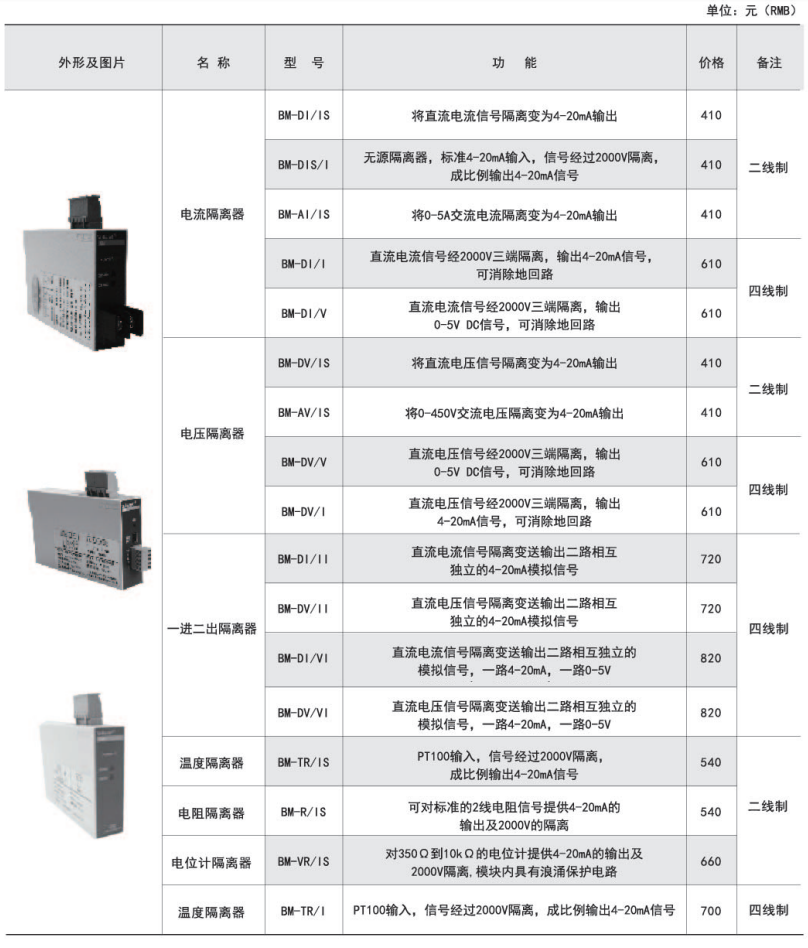 单位：元（RMB）
外形及图片 名 称 型 号 功 能 价格 备注
电流隔离器
BM-DI/IS 将直流电流信号隔离变为4-20mA输出 410
BM-DIS/I 无源隔离器，标准4-20mA输入，信号经过2000V隔离，
成比例输出4-20mA信号 410
BM-AI/IS 将0-5A交流电流隔离变为4-20mA输出 410
二线制
BM-DI/I 直流电流信号经2000V三端隔离，输出4-20mA信号，
可消除地回路 610
BM-DI/V 直流电流信号经2000V三端隔离，输出
0-5V DC信号，可消除地回路 610
四线制
电压隔离器
BM-DV/IS 将直流电压信号隔离变为4-20mA输出 410
BM-AV/IS 将0-450V交流电压隔离变为4-20mA输出 410
二线制
BM-DV/V 直流电压信号经2000V三端隔离，输出
0-5V DC信号，可消除地回路 610
BM-DV/I 直流电压信号经2000V三端隔离，输出
4-20mA信号，可消除地回路 610
四线制
一进二出隔离器
BM-DI/II 直流电流信号隔离变送输出二路相互
独立的4-20mA模拟信号 720
BM-DV/II 直流电压信号隔离变送输出二路相互
独立的4-20mA模拟信号 720
BM-DI/VI 直流电流信号隔离变送输出二路相互独立的
模拟信号，一路4-20mA，一路0-5V 820
BM-DV/VI 直流电压信号隔离变送输出二路相互独立的
模拟信号，一路4-20mA，一路0-5V 820
四线制
温度隔离器 BM-TR/IS PT100输入，信号经过2000V隔离，
成比例输出4-20mA信号 540
电阻隔离器 BM-R/IS 可对标准的2线电阻信号提供4-20mA的
输出及2000V的隔离 540
电位计隔离器 BM-VR/IS 对350Ω到10kΩ的电位计提供4-20mA的输出及
2000V隔离,模块内具有浪涌保护电路 660
二线制
温度隔离器 BM-TR/I PT100输入，信号经过2000V隔离，成比例输出4-20mA信号 700 四线制